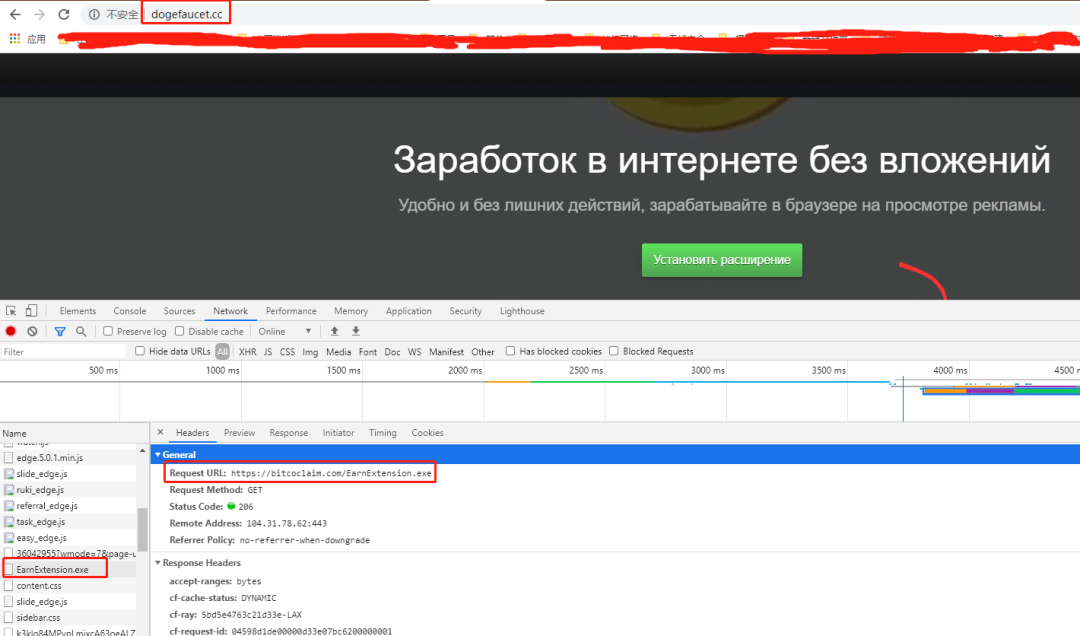 不安全 dogefaucet.cc
应用
Заработок в интернете без вложений
Удобно и без лишних действий, зарабатывайте в браузере на просмотре рекламы.
Установить расширение
Elements Console Sources Network Performance Memory Application Security Lighthouse
Preserve log Disable cache Online
Filter Hide data URLs All XHR JS CSS Img Media Font Doc WS Manifest Other Has blocked cookies Blocked Requests
500 ms 1000 ms 1500 ms 2000 ms 2500 ms 3000 ms 3500 ms 4000 ms 4500
Name
edge.5.0.1.min.js
slide_edge.js
ruki_edge.js
referral_edge.js
task_edge.js
easy_edge.js
36042955?wmode=7&page-u
EarnExtension.exe
content.css
slide_edge.js
sidebar.css
× Headers Preview Response Initiator Timing Cookies
General
Request URL: https://bitcoclaim.com/EarnExtension.exe
Request Method: GET
Status Code: 206
Remote Address: 104.31.78.62:443
Referrer Policy: no-referrer-when-downgrade
Response Headers
accept-ranges: bytes
cf-cache-status: DYNAMIC
cf-ray: 5bd5e4763c21d33e-LAX
cf-request-id: 04598d1de00000d33e07bc6200000001